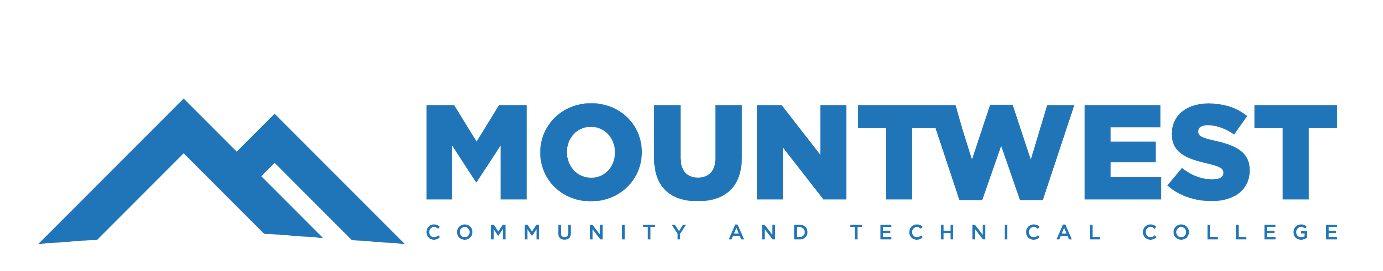 MOUNTWEST
COMMUNITY AND TECHNICAL COLLEGE